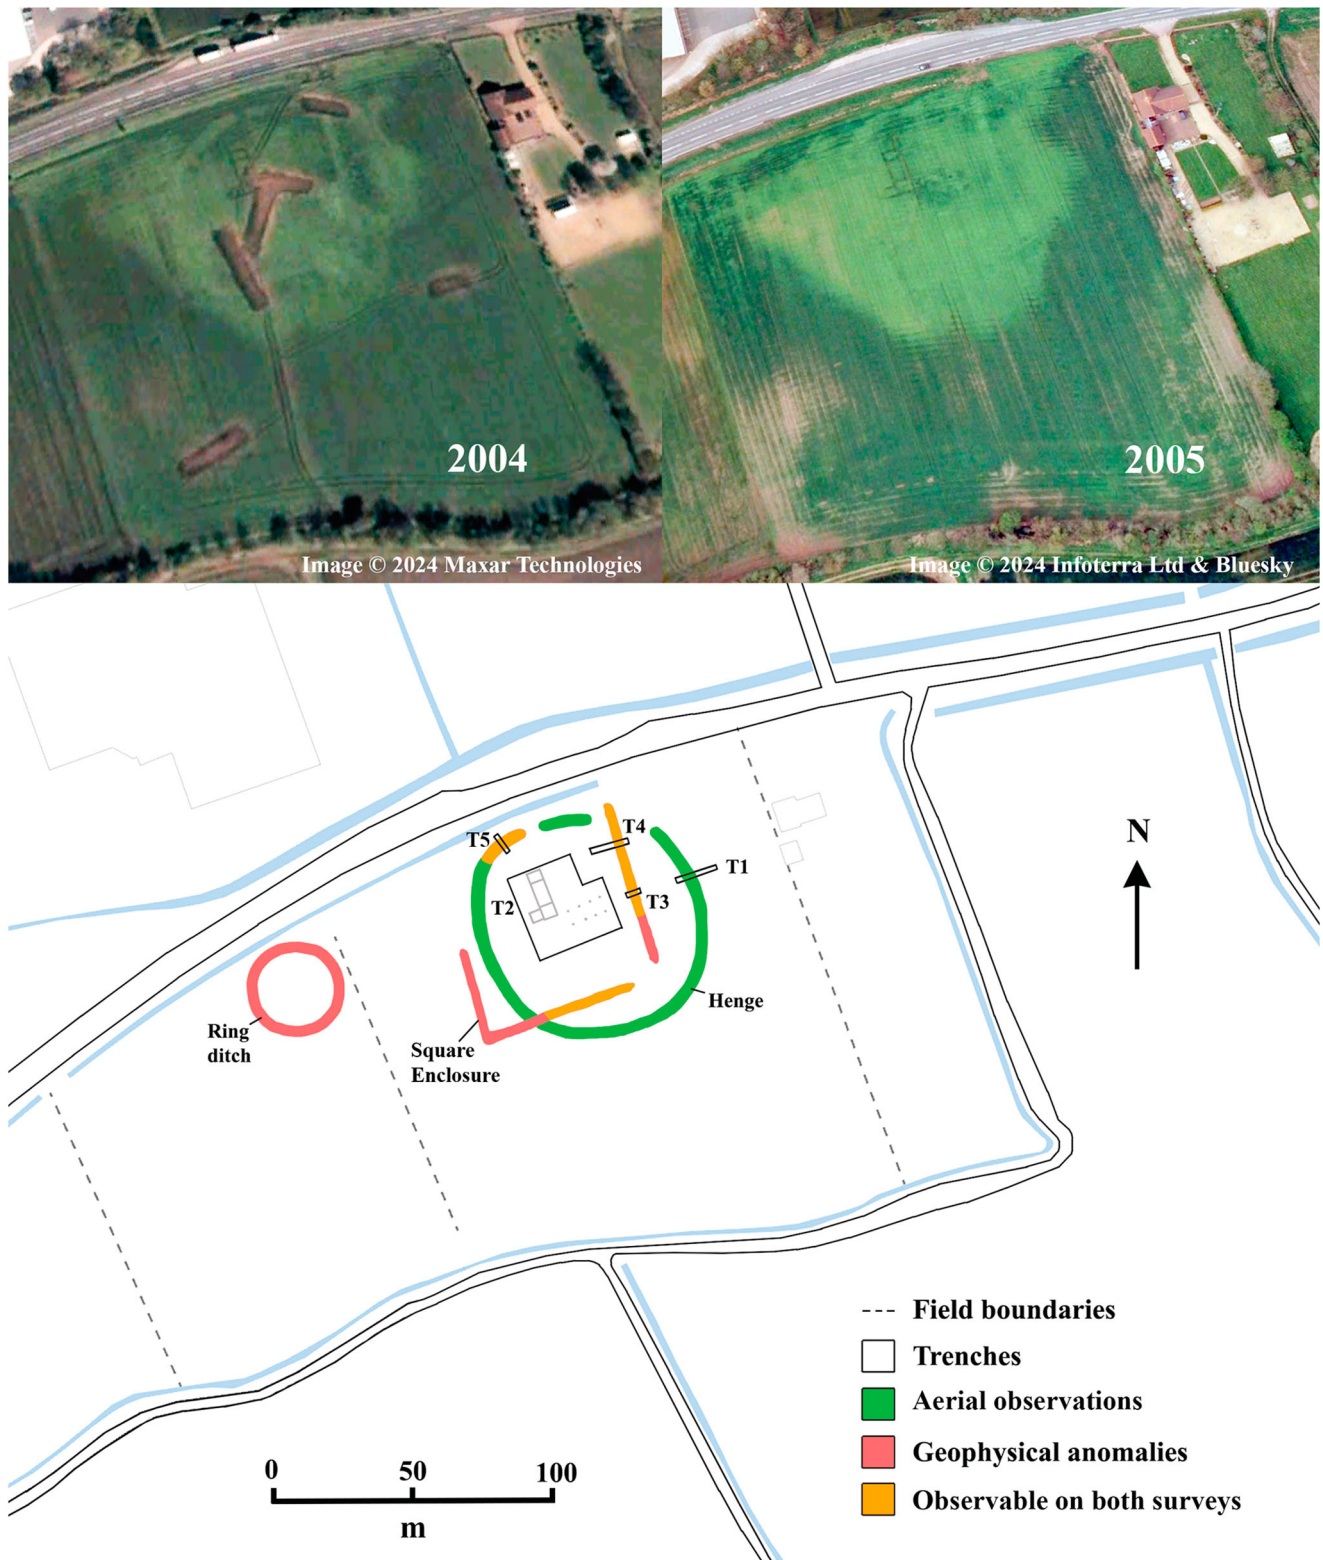 2004
2005
Image © 2024 Maxar Technologies
Image © 2024 Infoterra Ltd & Bluesky
T5
T4
T1
T2
T3
N
Henge
Ring
ditch
Square
Enclosure
Field boundaries
Trenches
Aerial observations
Geophysical anomalies
Observable on both surveys
0 50 100
m